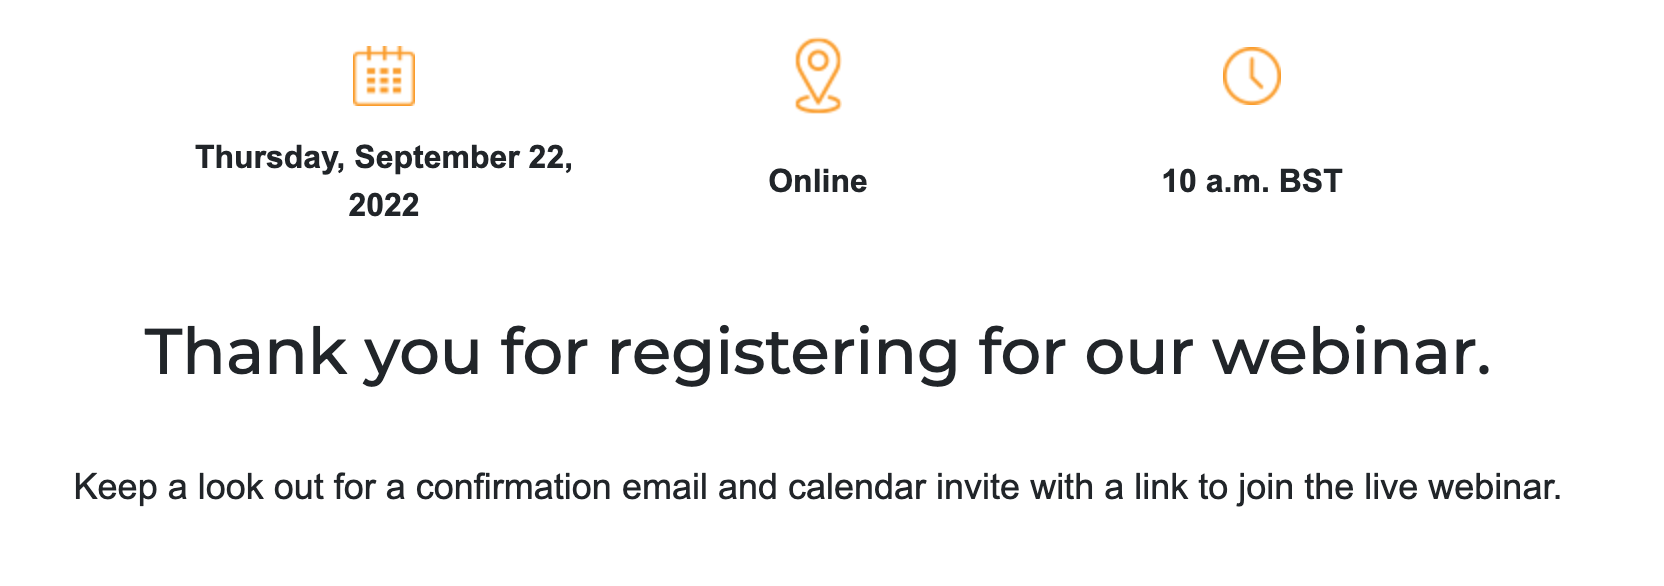 Thursday, September 22,
2022
Online
10 a.m. BST
Thank you for registering for our webinar.
Keep a look out for a confirmation email and calendar invite with a link to join the live webinar.